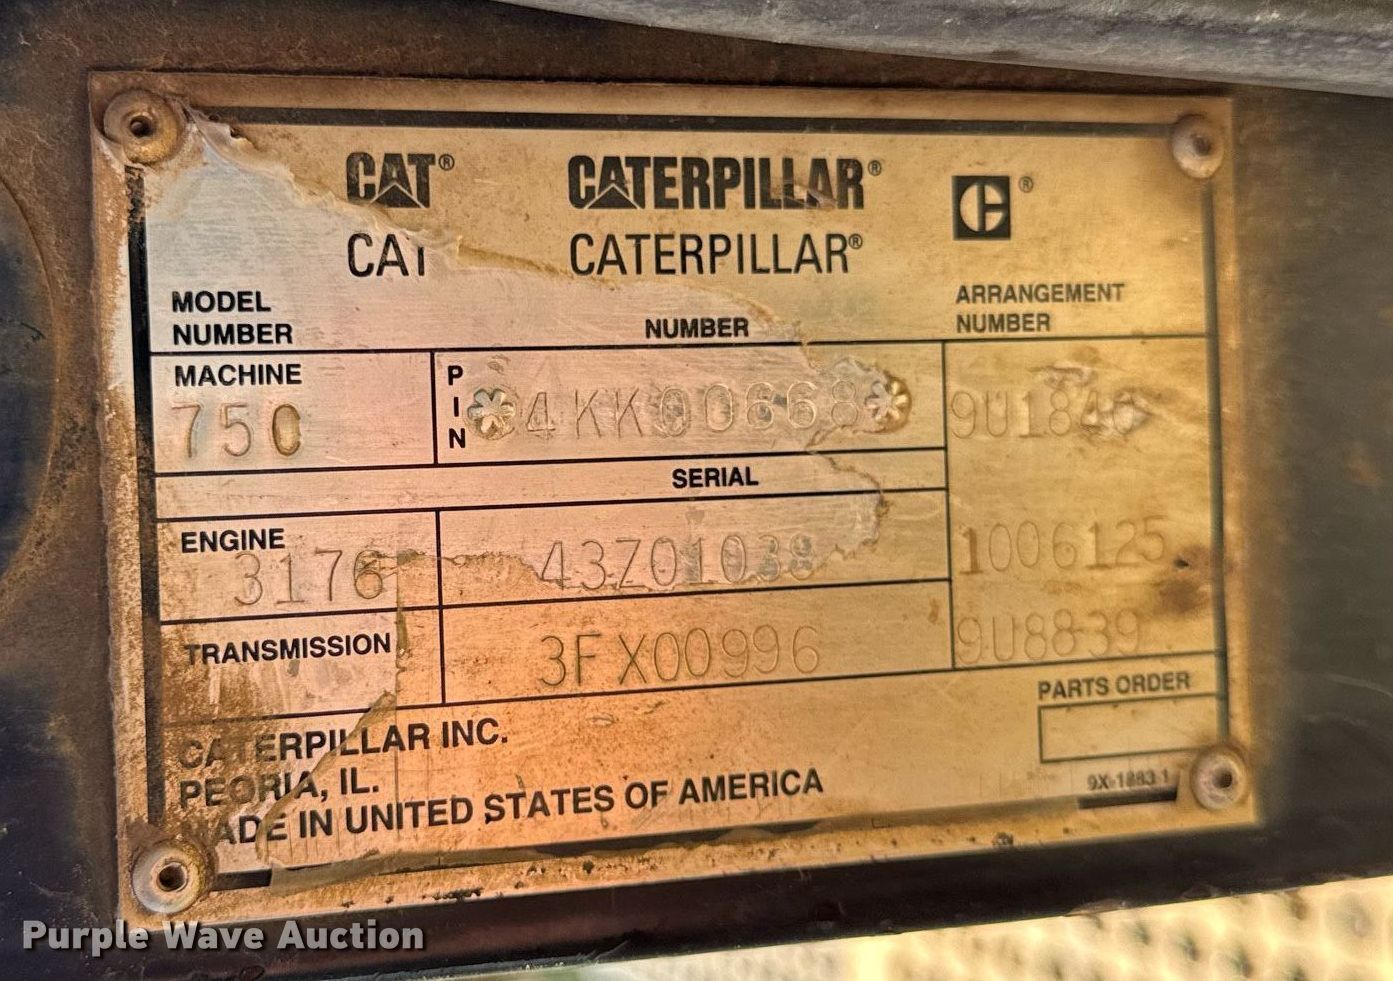 CAT® CATERPILLAR® ®
CAT CATERPILLAR®
MODEL NUMBER
NUMBER
ARRANGEMENT NUMBER
MACHINE
750
PIN
*4KK00668*
9U1840
SERIAL
ENGINE
3176
43Z01038
1006125
TRANSMISSION
3FX00996
9U8839
PARTS ORDER
CATERPILLAR INC.
PEORIA, IL.
MADE IN UNITED STATES OF AMERICA
9X-1883 1
Purple Wave Auction